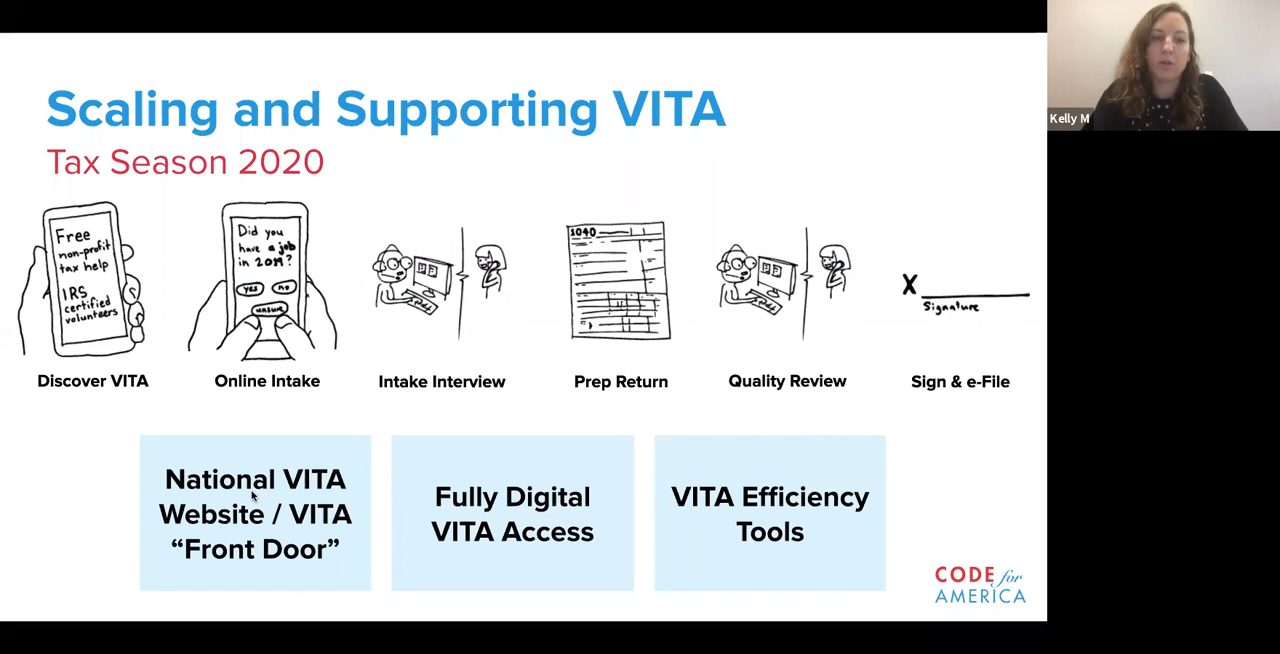 Scaling and Supporting VITA
Tax Season 2020
Free
non-profit
tax help
IRS
certified
volunteers
Did you
have a job
in 2019?
yes no
unsure
1040
X
Signature
Discover VITA
Online Intake
Intake Interview
Prep Return
Quality Review
Sign & e-File
National VITA
Website / VITA
“Front Door”
Fully Digital
VITA Access
VITA Efficiency
Tools
CODE for
AMERICA
Kelly M